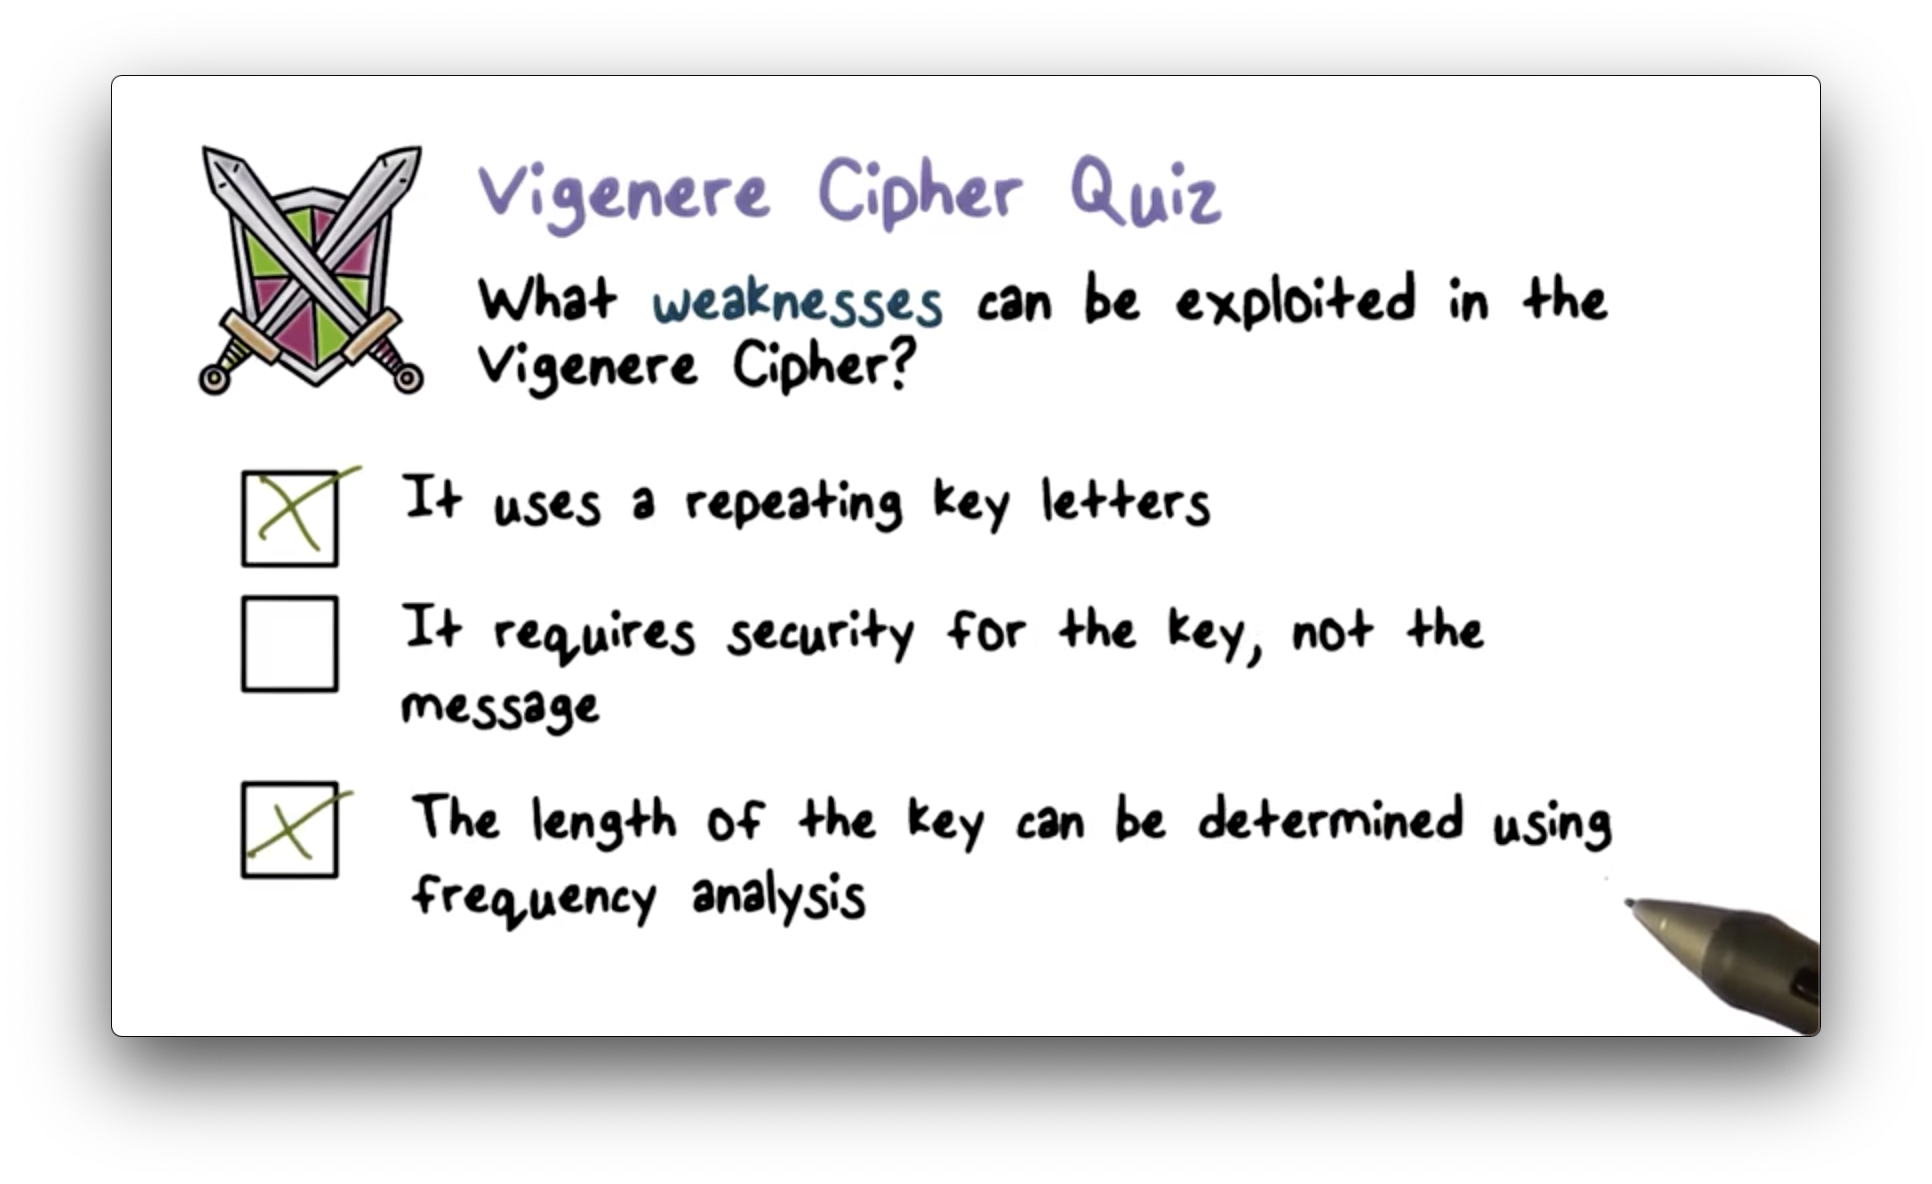 Vigenere Cipher Quiz
What weaknesses can be exploited in the
Vigenere Cipher?
It uses a repeating key letters
It requires security for the key, not the
message
The length of the key can be determined using
frequency analysis